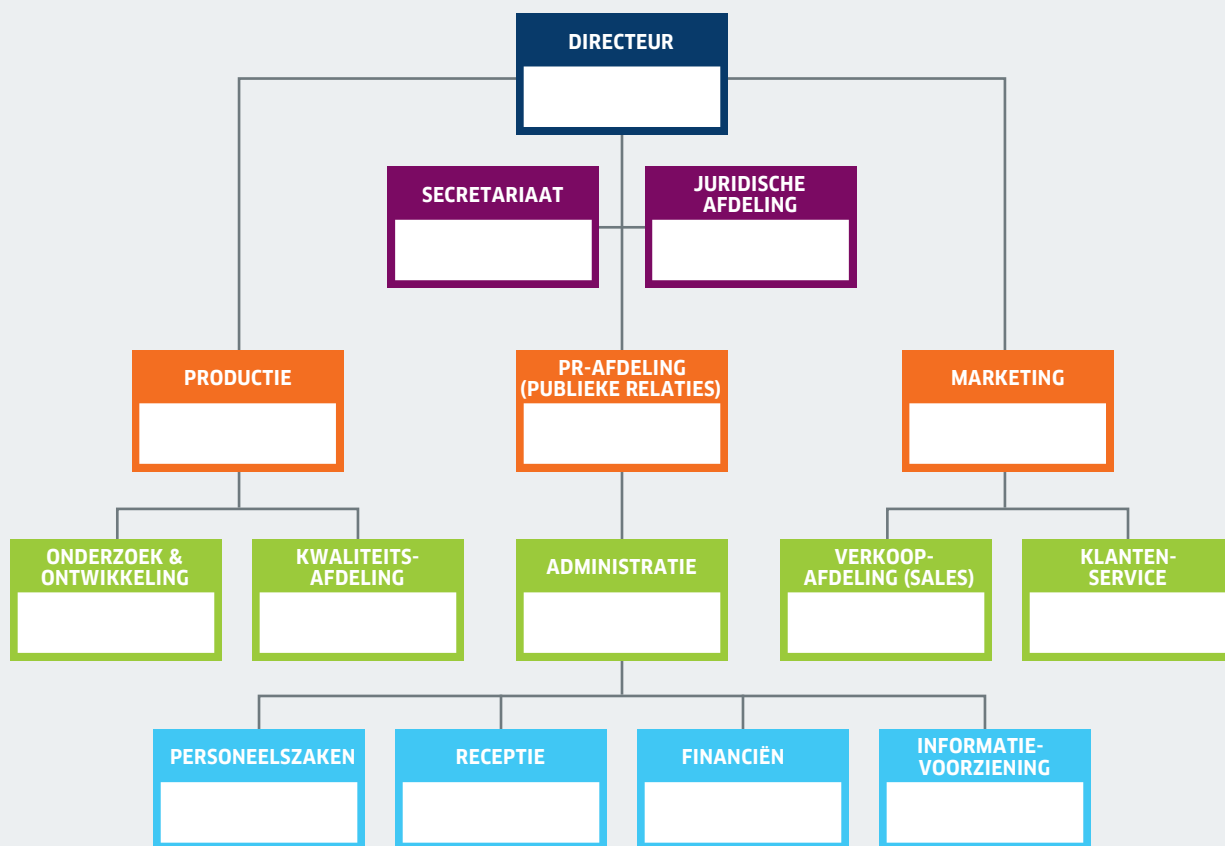 DIRECTEUR
SECRETARIAAT
JURIDISCHE
AFDELING
PRODUCTIE
PR-AFDELING
(PUBLIEKE RELATIES)
MARKETING
ONDERZOEK &
ONTWIKKELING
KWALITEITS-
AFDELING
ADMINISTRATIE
VERKOOP-
AFDELING (SALES)
KLANTEN-
SERVICE
PERSONEELSZAKEN
RECEPTIE
FINANCIËN
INFORMATIE-
VOORZIENING